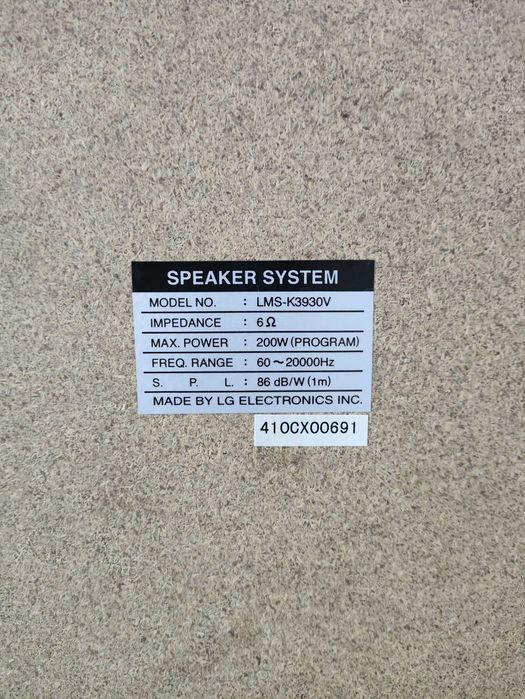 SPEAKER SYSTEM
MODEL NO. : LMS-K3930V
IMPEDANCE : 6Ω
MAX. POWER : 200W (PROGRAM)
FREQ. RANGE : 60～20000Hz
S. P. L. : 86 dB/W (1m)
MADE BY LG ELECTRONICS INC.
410CX00691